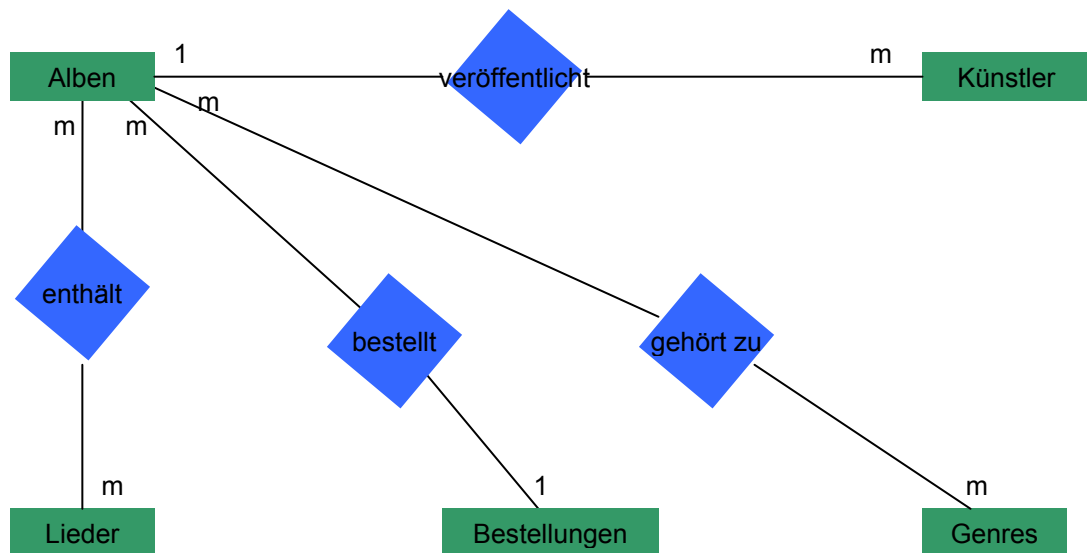 1
m
Alben
veröffentlicht
Künstler
m
m
m
enthält
bestellt
gehört zu
m
1
m
Lieder
Bestellungen
Genres